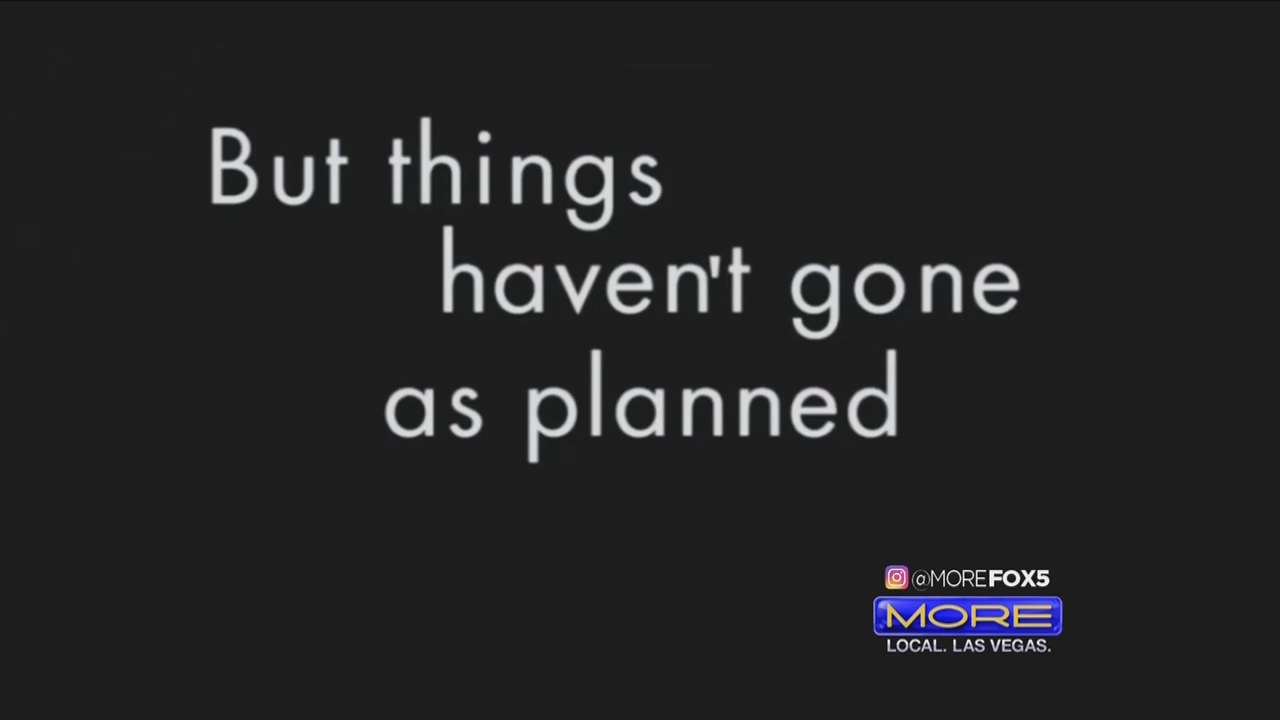 But things
haven't gone
as planned
@MOREFOX5
MORE
LOCAL. LAS VEGAS.